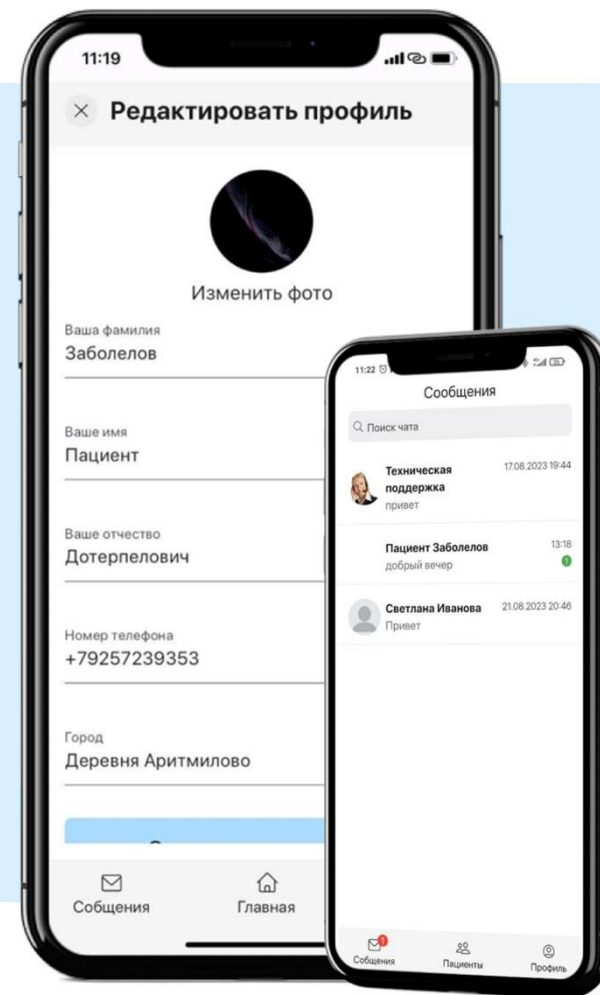 11:19
Редактировать профиль
Изменить фото
Ваша фамилия
Заболелов
Ваше имя
Пациент
Ваше отчество
Дотерпелович
Номер телефона
+79257239353
Город
Деревня Аритмилово
Собщения
Главная
11:22
Сообщения
Поиск чата
Техническая 17.08.2023 19:44
поддержка
привет
Пациент Заболелов 13:18
добрый вечер 1
Светлана Иванова 21.08.2023 20:46
Привет
1
Собщения
Пациенты
Профиль